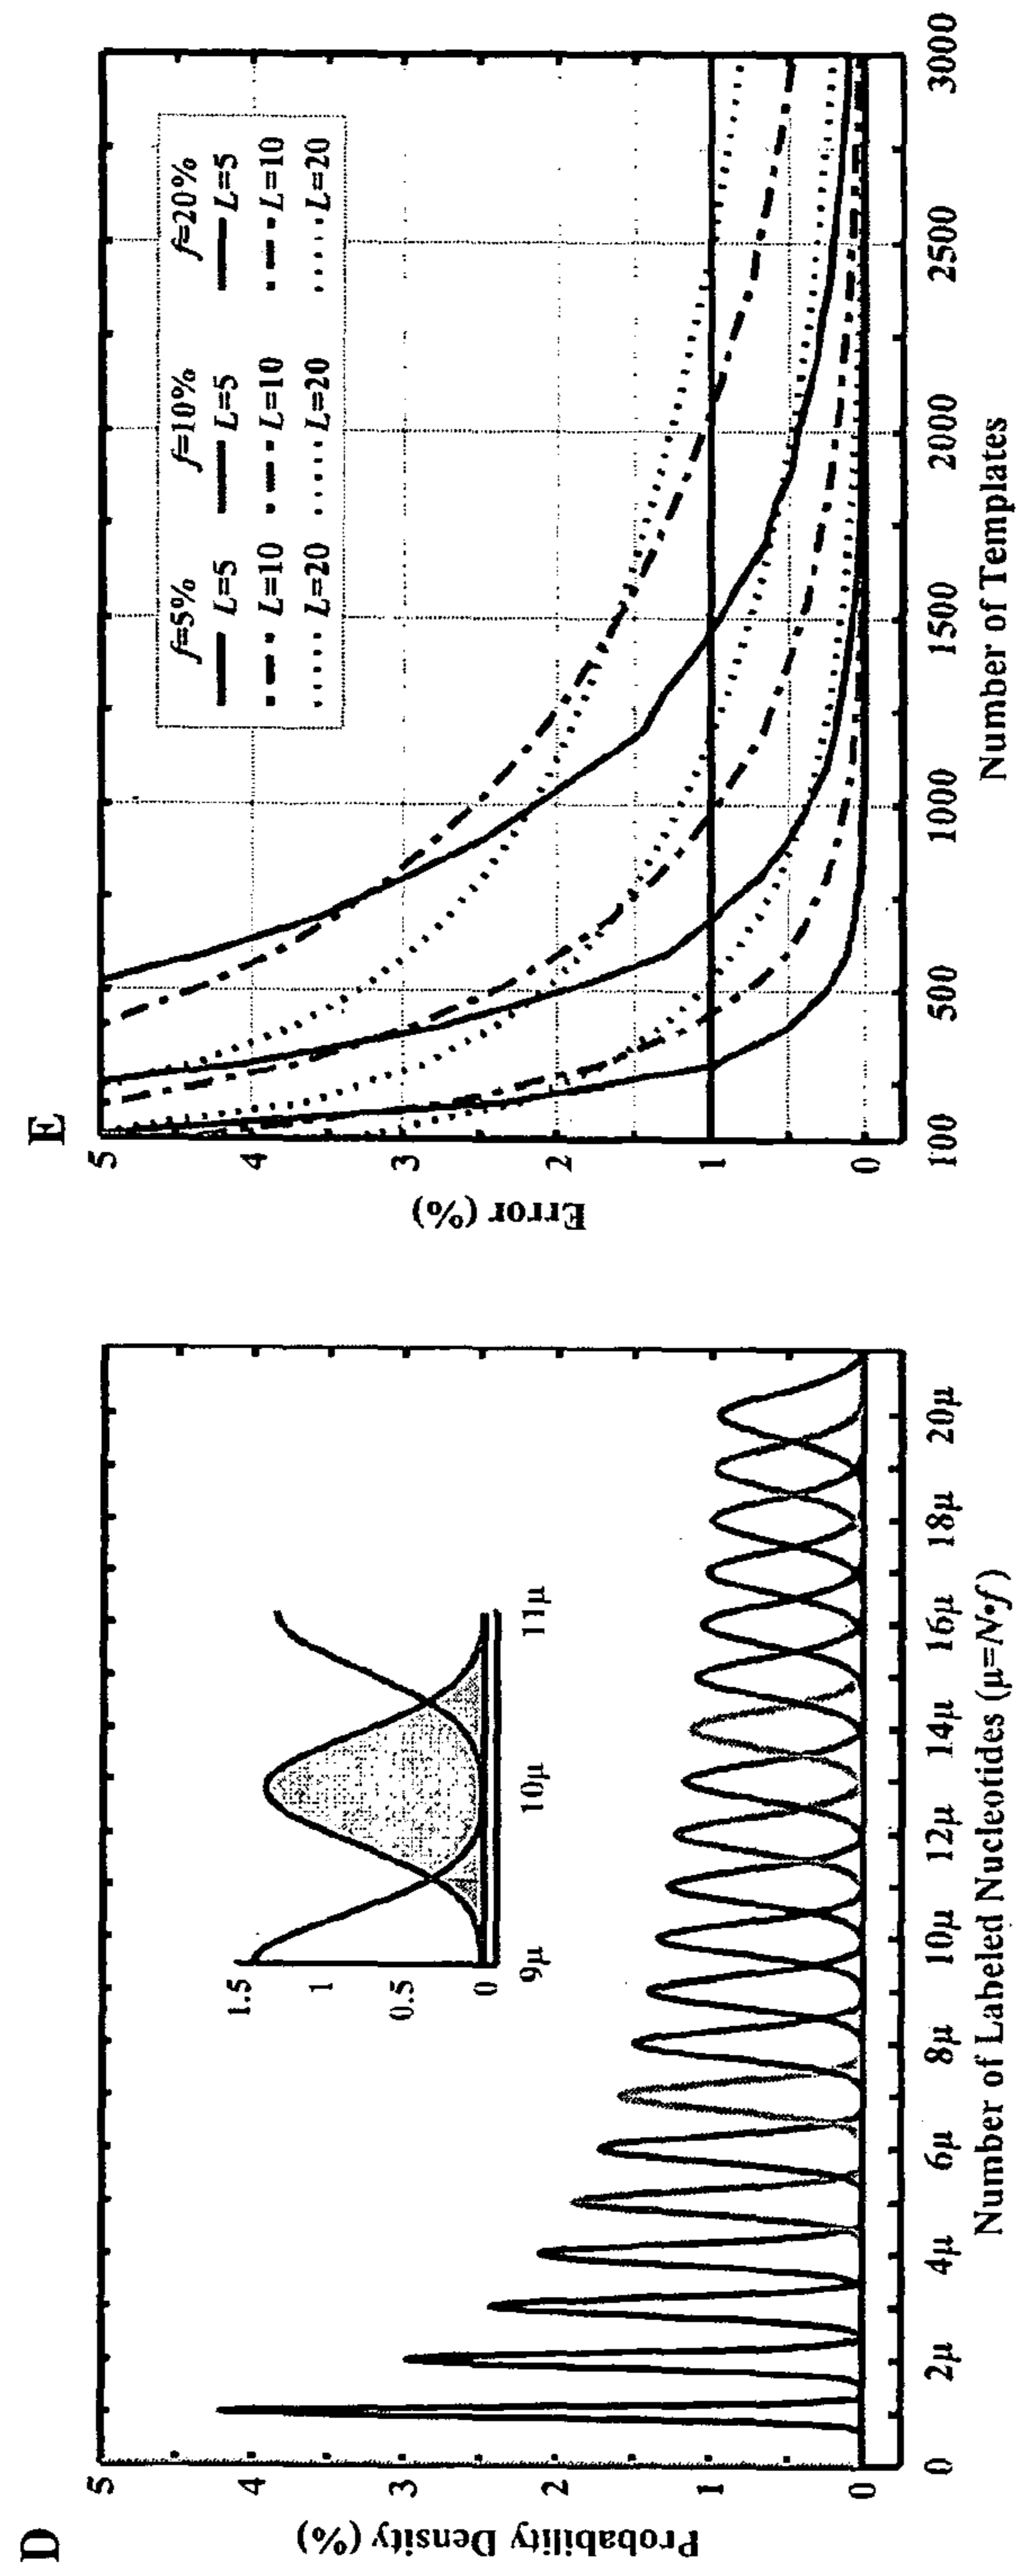 D
Probability Density (%)
5
4
3
2
1
0
1.5
1
0.5
0
9μ
10μ
11μ
0
2μ
4μ
6μ
8μ
10μ
12μ
14μ
16μ
18μ
20μ
Number of Labeled Nucleotides (μ=N•f)
E
Error (%)
5
4
3
2
1
0
f=5% f=10% f=20%
L=5 L=5 L=5
L=10 L=10 L=10
L=20 L=20 L=20
100
500
1000
1500
2000
2500
3000
Number of Templates